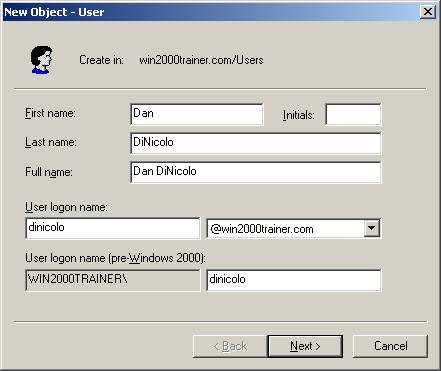 New Object - User
Create in: win2000trainer.com/Users
First name: Dan Initials:
Last name: DiNicolo
Full name: Dan DiNicolo
User logon name:
dinicolo @win2000trainer.com
User logon name (pre-Windows 2000):
WIN2000TRAINER\ dinicolo
< Back Next > Cancel